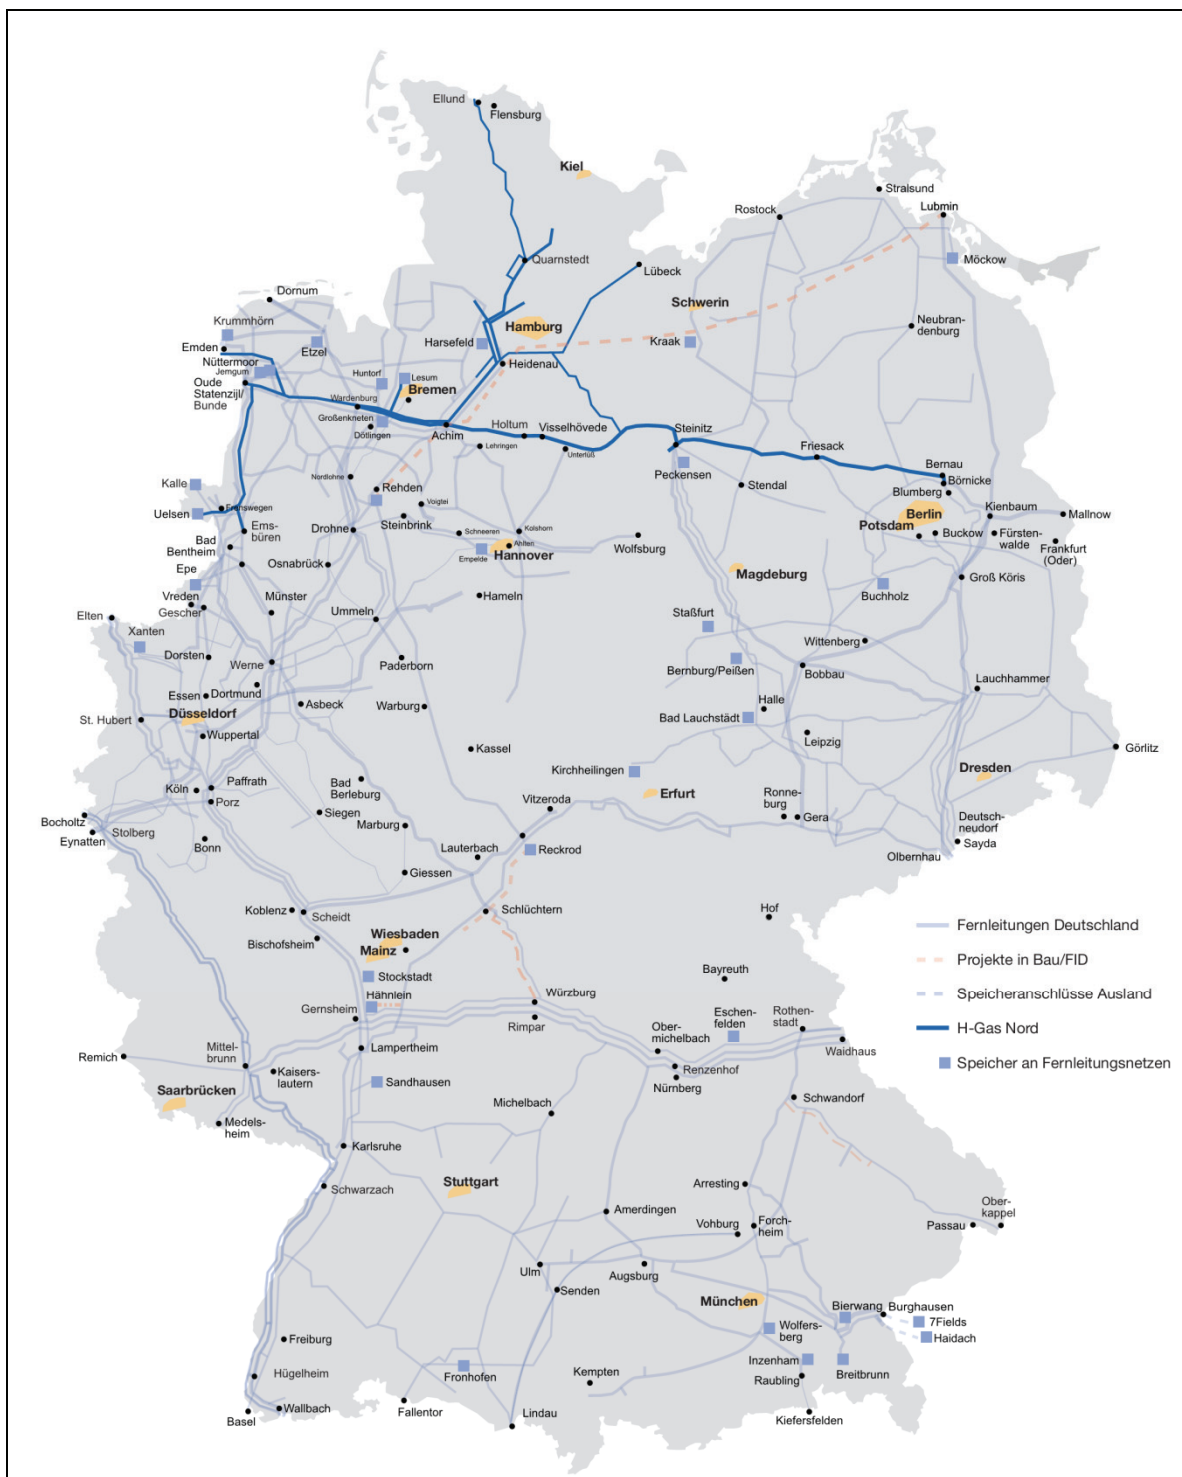 Ellund
Flensburg
Kiel
Stralsund
Rostock
Lubmin
Quarnstedt
Lübeck
Möckow
Dornum
Schwerin
Krummhörn
Hamburg
Neubran-
denburg
Emden
Etzel
Harsefeld
Kraak
Nüttermoor
Jemgum
Heidenau
Huntorf
Lesum
Oude
Statenzijl/
Bunde
Bremen
Wardenburg
Großenkneten
Dötlingen
Achim
Holtum
Visselhövede
Steinitz
Friesack
Lehringen
Unterlüß
Bernau
Börnicke
Peckensen
Blumberg
Nordlohne
Stendal
Kalle
Rehden
Voigtei
Frenswegen
Uelsen
Berlin
Kienbaum
Mallnow
Ems-
büren
Drohne
Steinbrink
Schneeren
Kolshorn
Potsdam
Buckow
Fürsten-
walde
Frankfurt
(Oder)
Bad
Bentheim
Ahlten
Hannover
Wolfsburg
Empelde
Epe
Osnabrück
Magdeburg
Groß Köris
Vreden
Gescher
Münster
Hameln
Buchholz
Elten
Ummeln
Staßfurt
Xanten
Wittenberg
Dorsten
Werne
Paderborn
Bernburg/Peißen
Bobbau
Essen
Dortmund
Lauchhammer
Asbeck
Warburg
Halle
St. Hubert
Düsseldorf
Bad Lauchstädt
Wuppertal
Leipzig
Kassel
Görlitz
Kirchheilingen
Dresden
Köln
Paffrath
Bad
Berleburg
Erfurt
Ronne-
burg
Porz
Vitzeroda
Siegen
Gera
Bocholtz
Stolberg
Marburg
Deutsch-
neudorf
Eynatten
Bonn
Sayda
Lauterbach
Reckrod
Olbernhau
Giessen
Koblenz
Scheidt
Schlüchtern
Hof
Fernleitungen Deutschland
Wiesbaden
Bischofsheim
Mainz
Projekte in Bau/FID
Stockstadt
Bayreuth
Hähnlein
Speicheranschlüsse Ausland
Würzburg
Gernsheim
Eschen-
felden
Rothen-
stadt
Rimpar
H-Gas Nord
Ober-
michelbach
Mittel-
brunn
Lampertheim
Waidhaus
Remich
Renzenhof
Speicher an Fernleitungsnetzen
Kaisers-
lautern
Nürnberg
Saarbrücken
Sandhausen
Michelbach
Schwandorf
Medels-
heim
Karlsruhe
Stuttgart
Arresting
Schwarzach
Ober-
kappel
Amerdingen
Vohburg
Forch-
heim
Passau
Ulm
Augsburg
Senden
München
Bierwang
Burghausen
7Fields
Wolfers-
berg
Haidach
Freiburg
Inzenham
Hügelheim
Fronhofen
Kempten
Raubling
Breitbrunn
Wallbach
Basel
Fallentor
Lindau
Kiefersfelden